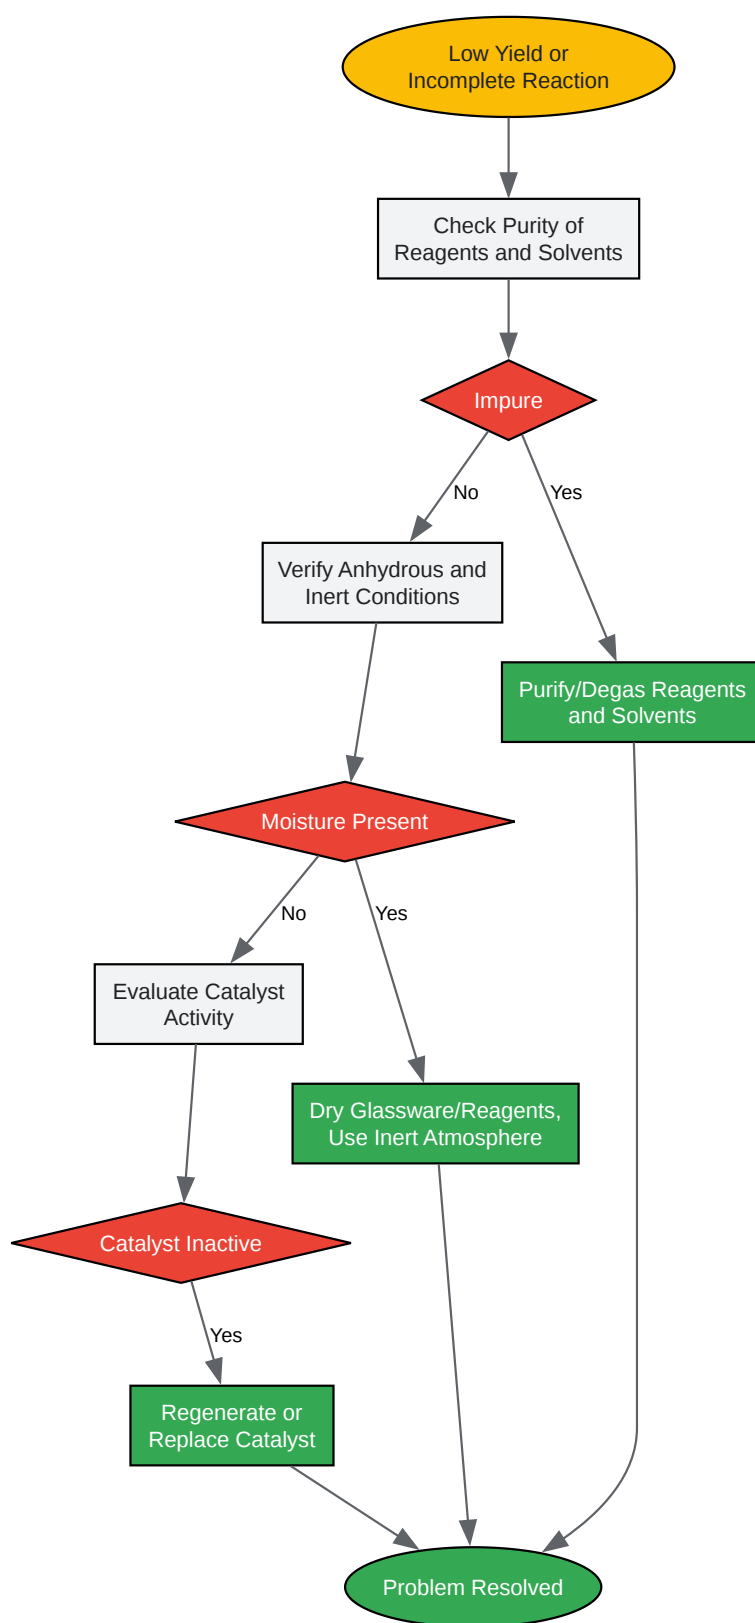 Low Yield or
Incomplete Reaction
Check Purity of
Reagents and Solvents
Impure
No
Yes
Verify Anhydrous and
Inert Conditions
Purify/Degas Reagents
and Solvents
Moisture Present
No
Yes
Evaluate Catalyst
Activity
Dry Glassware/Reagents,
Use Inert Atmosphere
Catalyst Inactive
Yes
Regenerate or
Replace Catalyst
Problem Resolved